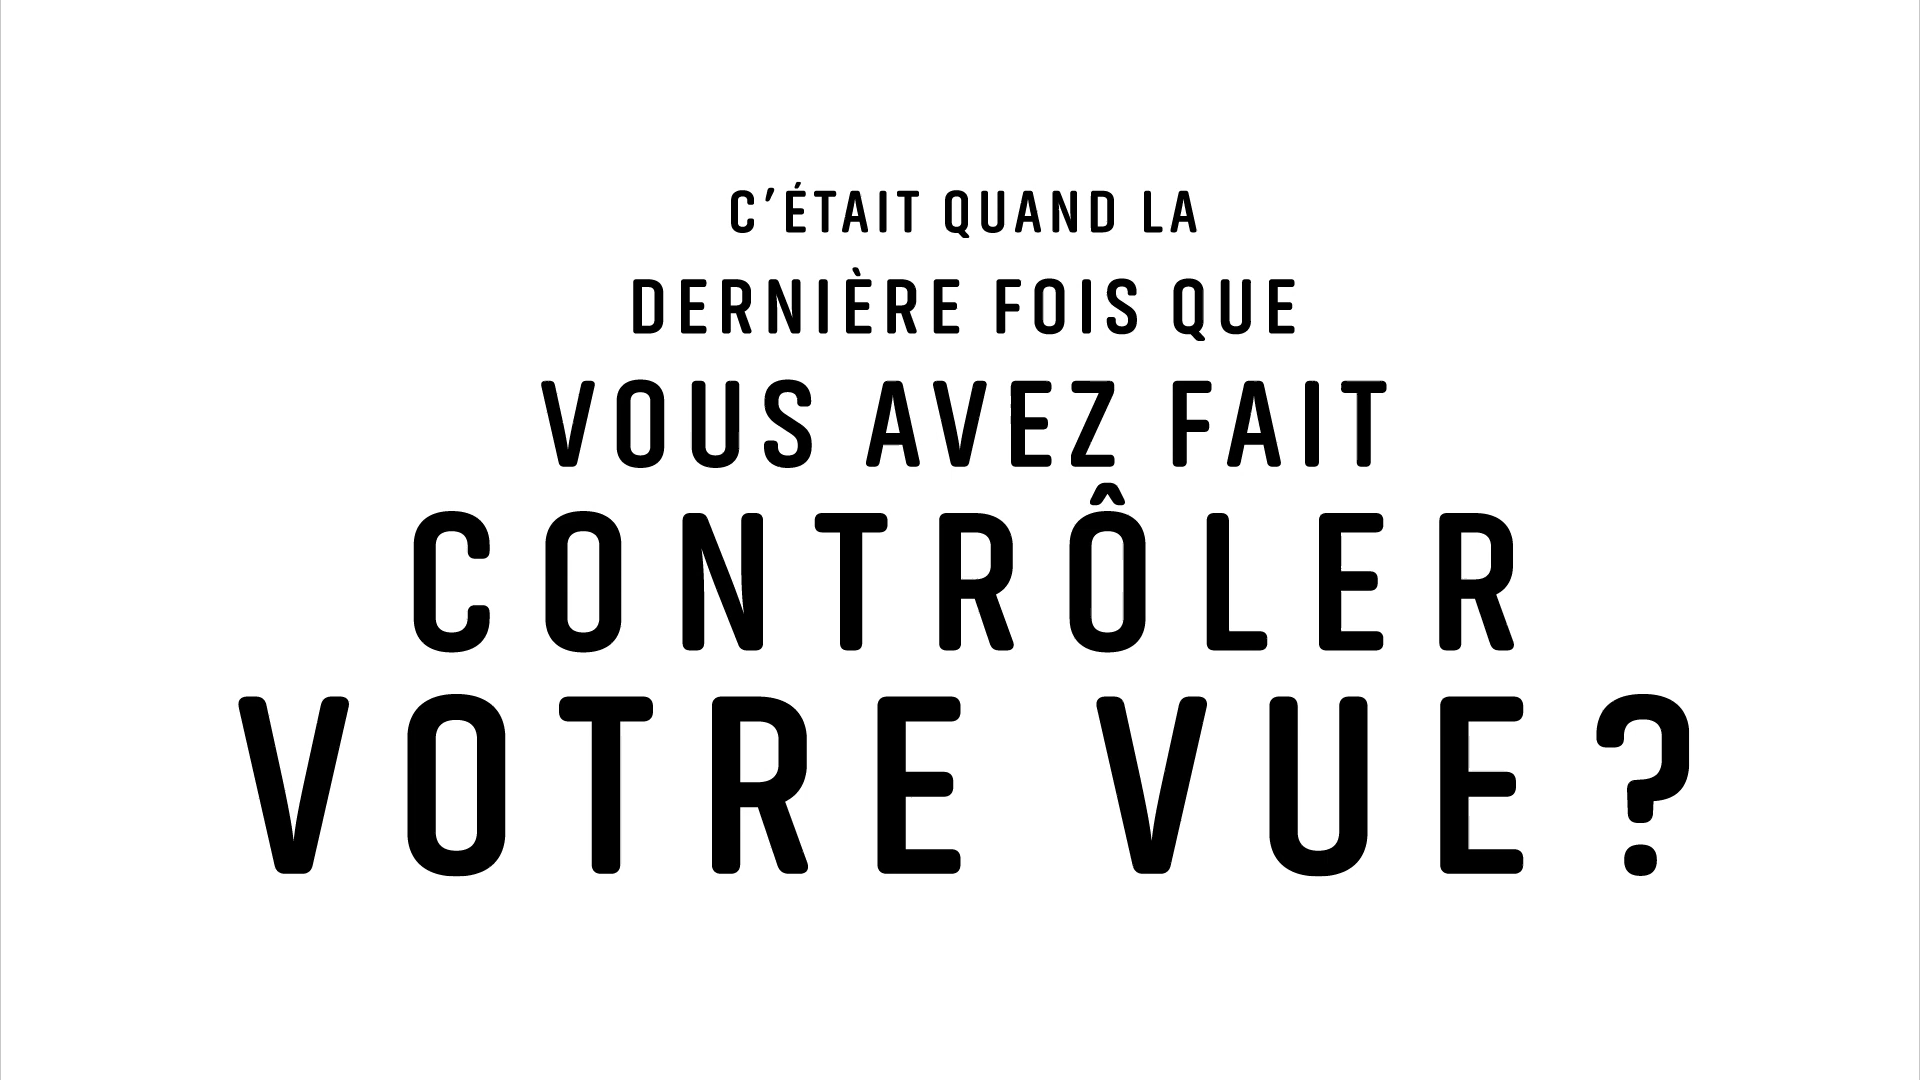 C'ÉTAIT QUAND LA
DERNIÈRE FOIS QUE
VOUS AVEZ FAIT
CONTRÔLER
VOTRE VUE ?